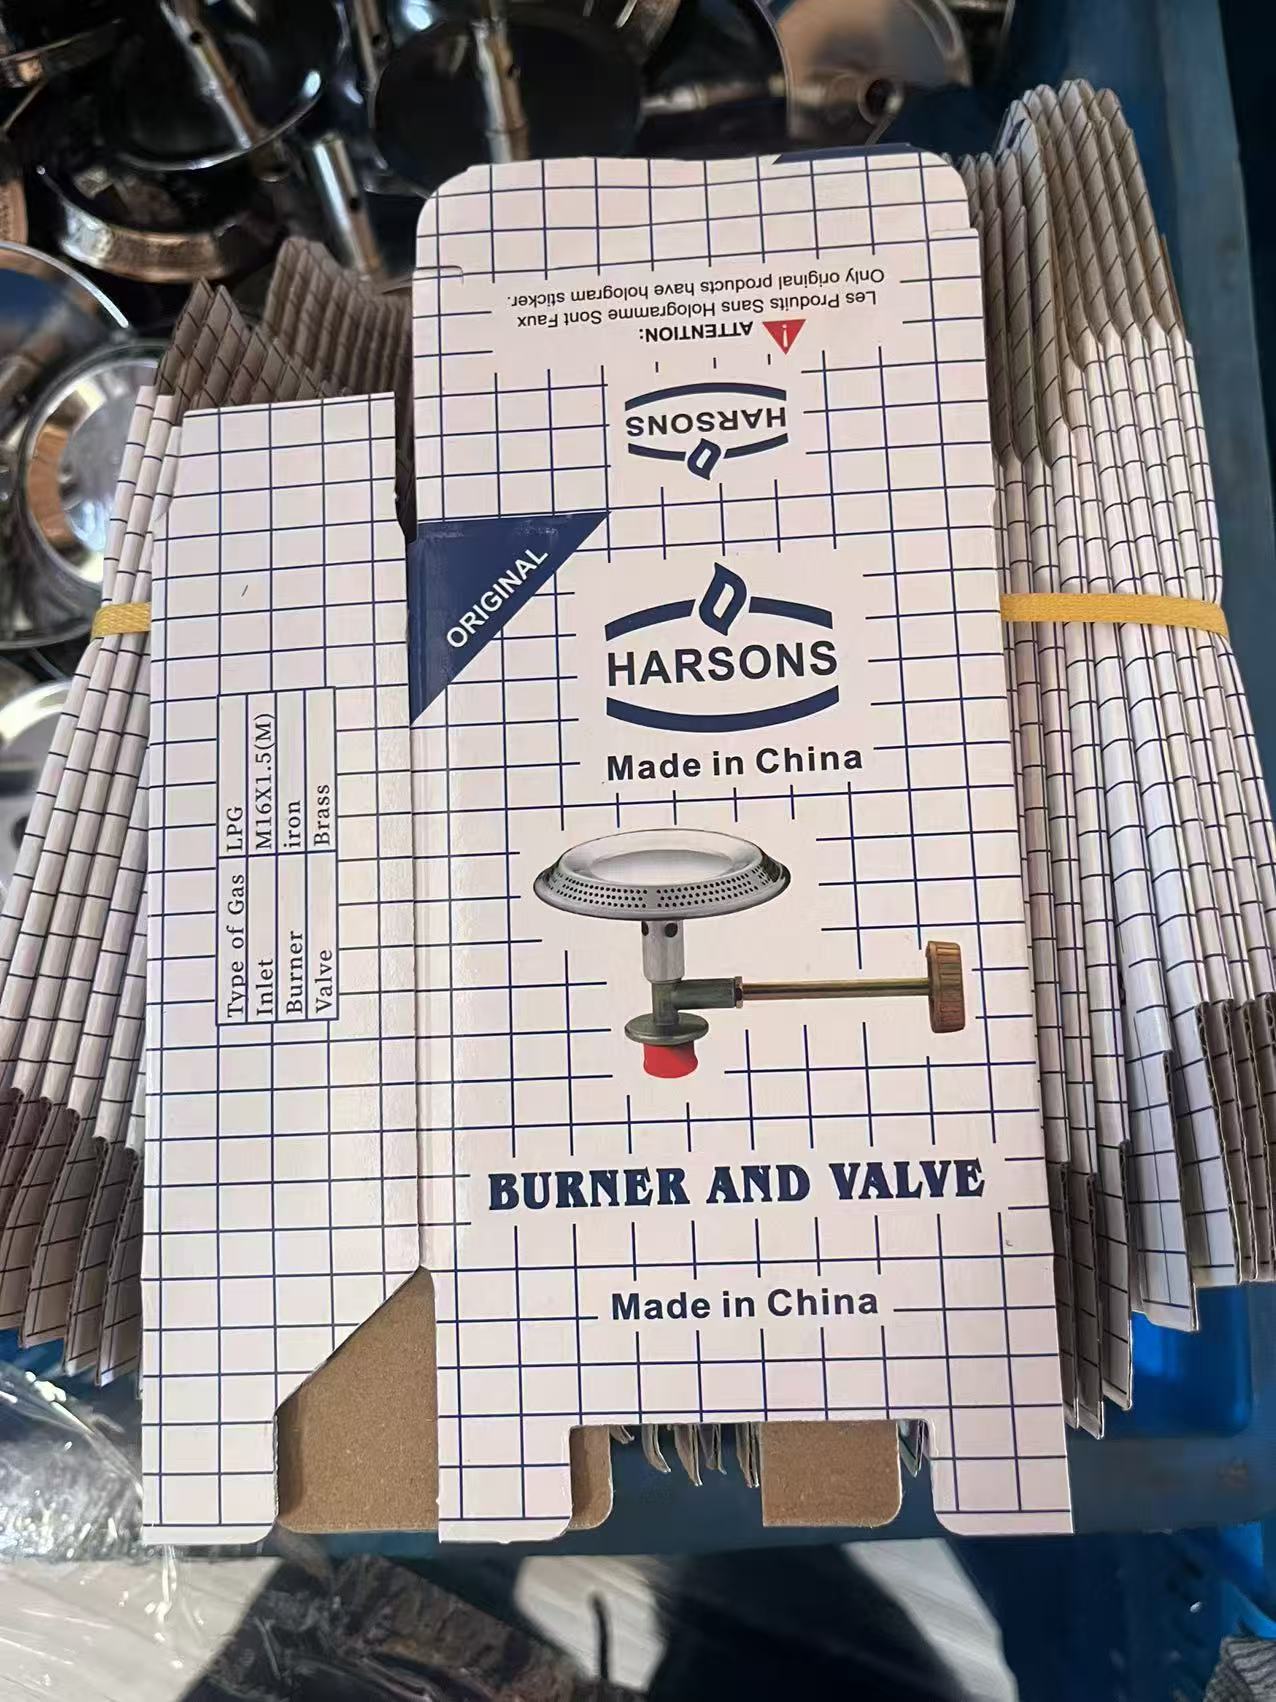 ATTENTION:
Les Produits Sans Hologramme Sont Faux
Only original products have hologram sticker.
HARSONS
ORIGINAL
HARSONS
Made in China
BURNER AND VALVE
Made in China
Type of Gas LPG
Inlet M16X1.5(M)
Burner iron
Valve Brass